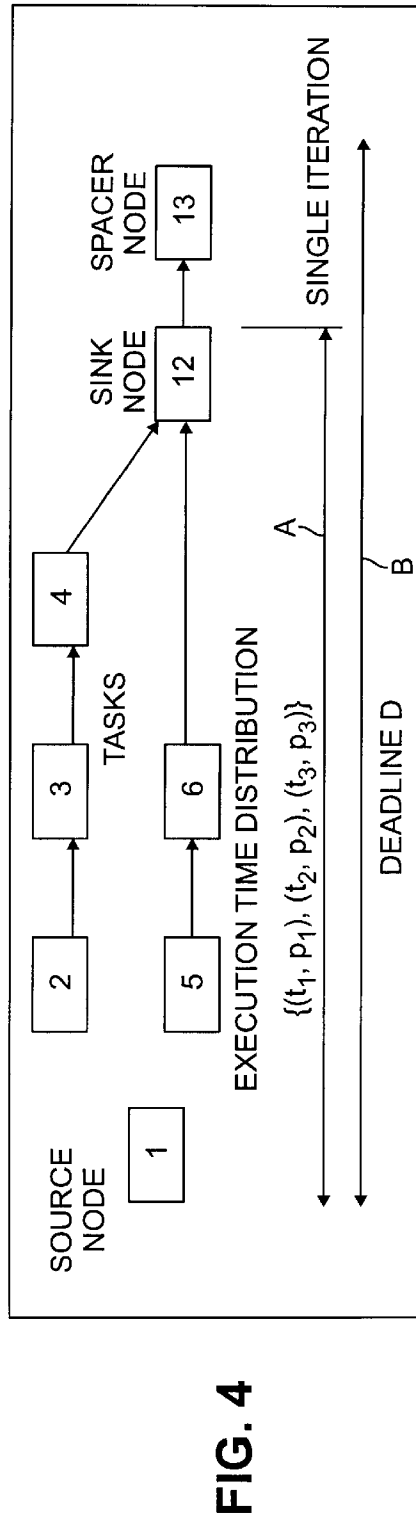 FIG. 4
SOURCE
NODE
1
2
3
4
TASKS
5
6
SINK
NODE
12
SPACER
NODE
13
EXECUTION TIME DISTRIBUTION
{(t₁, p₁), (t₂, p₂), (t₃, p₃)}
SINGLE ITERATION
A
B
DEADLINE D